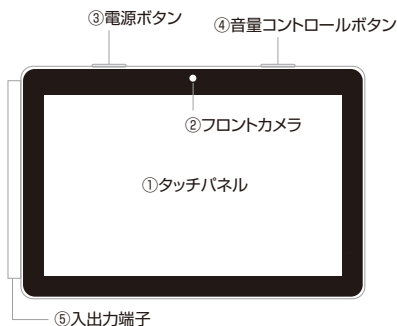 ③電源ボタン
④音量コントロールボタン
②フロントカメラ
①タッチパネル
⑤入出力端子